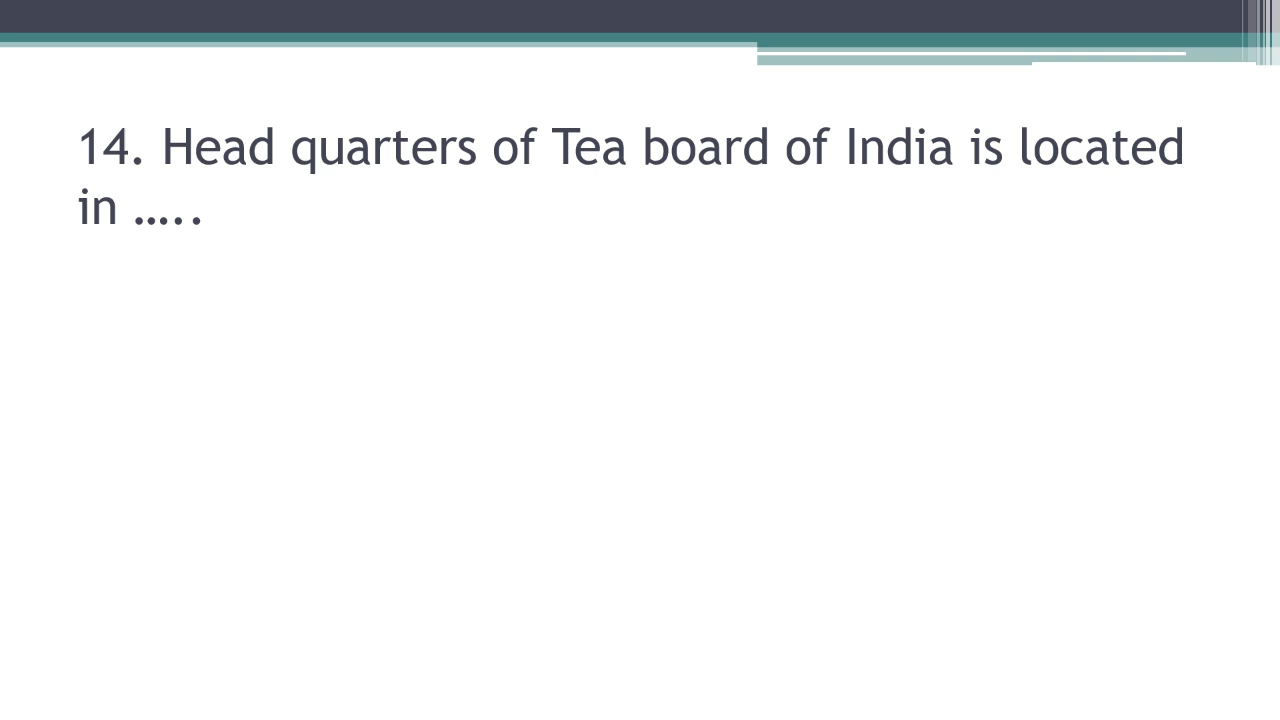 14. Head quarters of Tea board of India is located
in …..